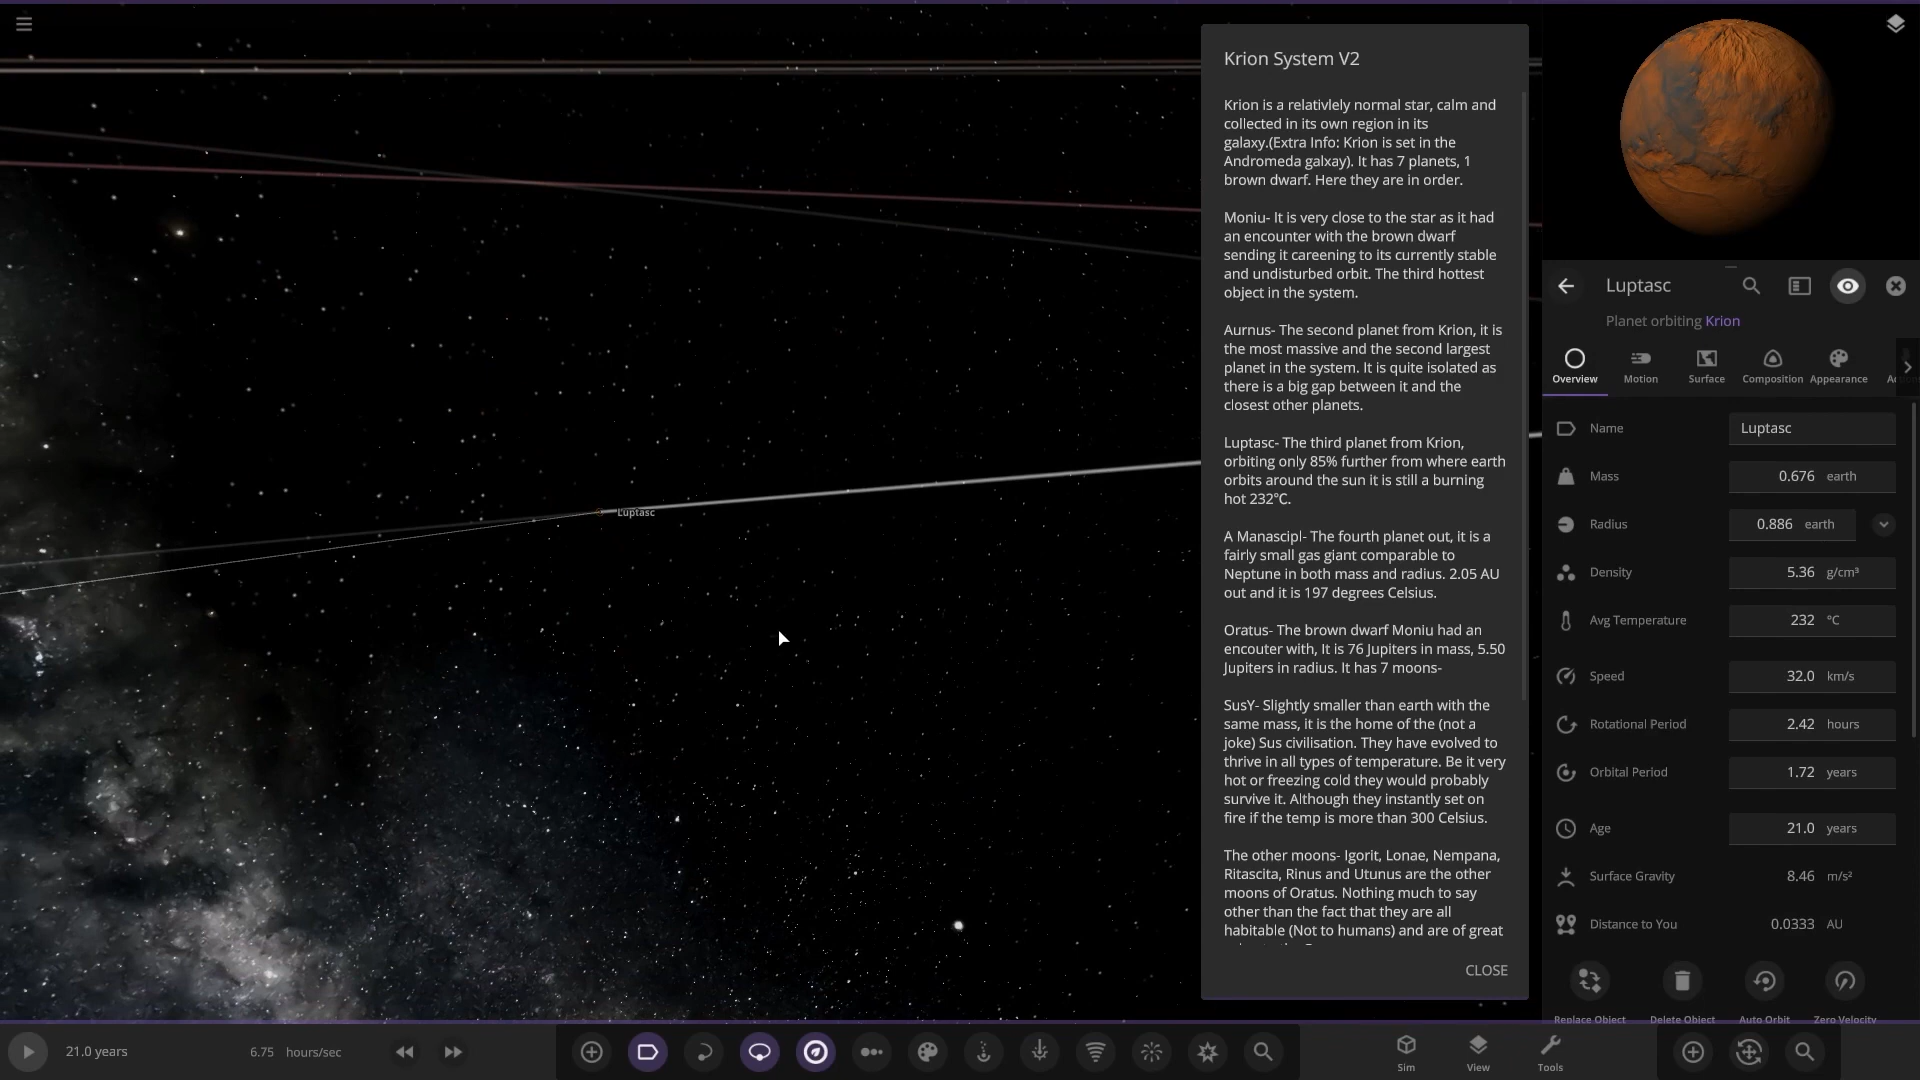 Luptasc
Krion System V2
Krion is a relativlely normal star, calm and
collected in its own region in its
galaxy.(Extra Info: Krion is set in the
Andromeda galxay). It has 7 planets, 1
brown dwarf. Here they are in order.
Moniu- It is very close to the star as it had
an encounter with the brown dwarf
sending it careening to its currently stable
and undisturbed orbit. The third hottest
object in the system.
Aurnus- The second planet from Krion, it is
the most massive and the second largest
planet in the system. It is quite isolated as
there is a big gap between it and the
closest other planets.
Luptasc- The third planet from Krion,
orbiting only 85% further from where earth
orbits around the sun it is still a burning
hot 232℃.
A Manascipl- The fourth planet out, it is a
fairly small gas giant comparable to
Neptune in both mass and radius. 2.05 AU
out and it is 197 degrees Celsius.
Oratus- The brown dwarf Moniu had an
encouter with, It is 76 Jupiters in mass, 5.50
Jupiters in radius. It has 7 moons-
SusY- Slightly smaller than earth with the
same mass, it is the home of the (not a
joke) Sus civilisation. They have evolved to
thrive in all types of temperature. Be it very
hot or freezing cold they would probably
survive it. Although they instantly set on
fire if the temp is more than 300 Celsius.
The other moons- Igorit, Lonae, Nempana,
Ritascita, Rinus and Utunus are the other
moons of Oratus. Nothing much to say
other than the fact that they are all
habitable (Not to humans) and are of great
CLOSE
Luptasc
Planet orbiting Krion
Overview Motion Surface Composition Appearance
Name Luptasc
Mass 0.676 earth
Radius 0.886 earth
Density 5.36 g/cm³
Avg Temperature 232 °C
Speed 32.0 km/s
Rotational Period 2.42 hours
Orbital Period 1.72 years
Age 21.0 years
Surface Gravity 8.46 m/s²
Distance to You 0.0333 AU
Replace Object Delete Object Auto Orbit Zero Velocity
21.0 years 6.75 hours/sec
Sim View Tools